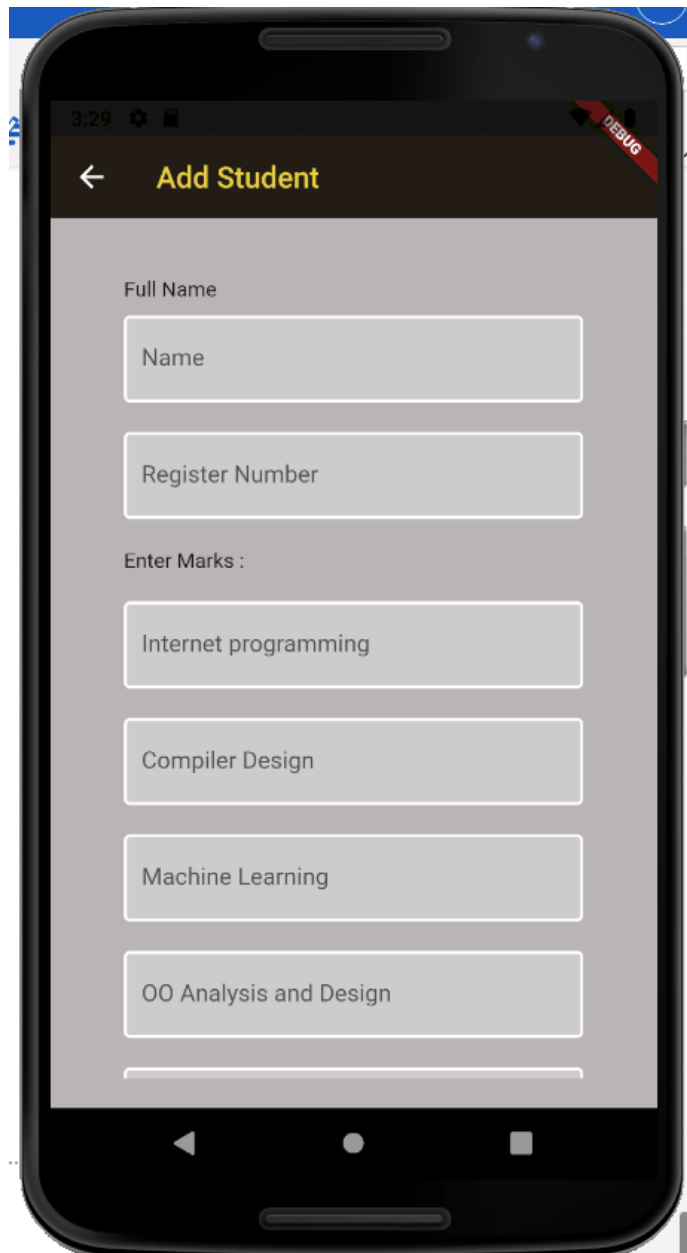 3:29
DEBUG
Add Student
Full Name
Name
Register Number
Enter Marks :
Internet programming
Compiler Design
Machine Learning
OO Analysis and Design